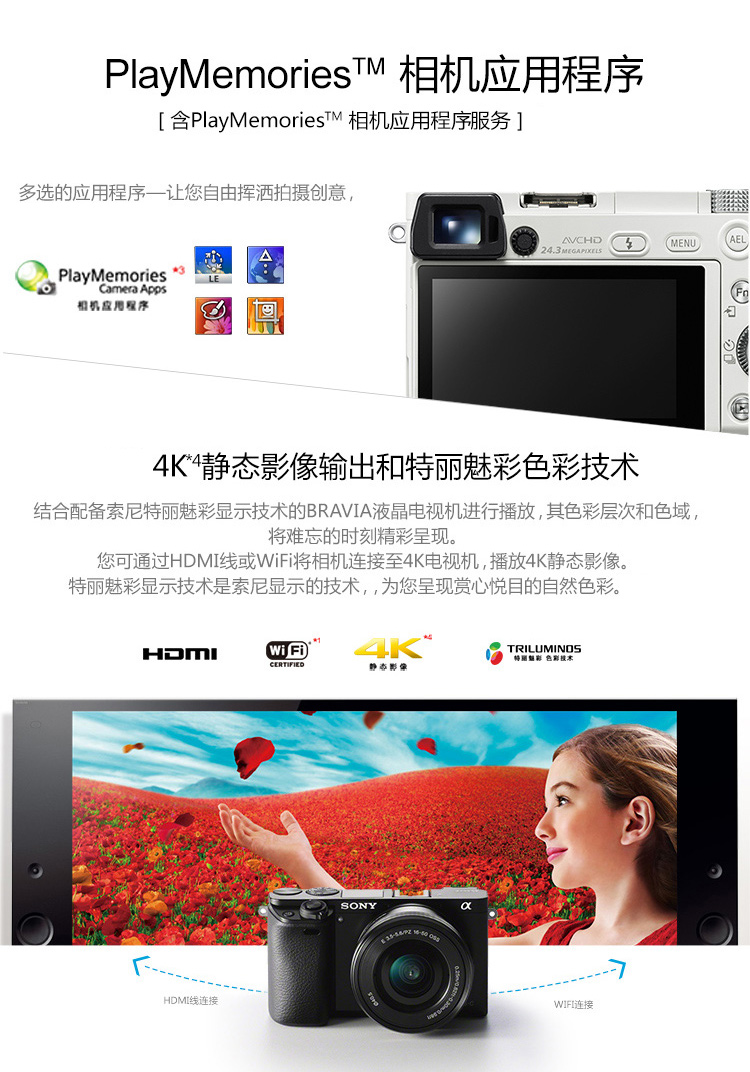 PlayMemories™ 相机应用程序
[ 含PlayMemories™ 相机应用程序服务 ]
多选的应用程序—让您自由挥洒拍摄创意，
PlayMemories *3
Camera Apps
相机应用程序
LE
AVCHD
24.3 MEGAPIXELS
MENU
AEL
Fn
4K*4静态影像输出和特丽魅彩色彩技术
结合配备索尼特丽魅彩显示技术的BRAVIA液晶电视机进行播放，其色彩层次和色域，
将难忘的时刻精彩呈现。
您可通过HDMI线或WiFi将相机连接至4K电视机，播放4K静态影像。
特丽魅彩显示技术是索尼显示的技术，，为您呈现赏心悦目的自然色彩。
HDMI
Wi Fi *1
CERTIFIED
4K *4
静态影像
TRILUMINOS
特丽魅彩 色彩技术
SONY
α
E 3.5-5.6/PZ 16-50 OSS
HDMI线连接
WIFI连接